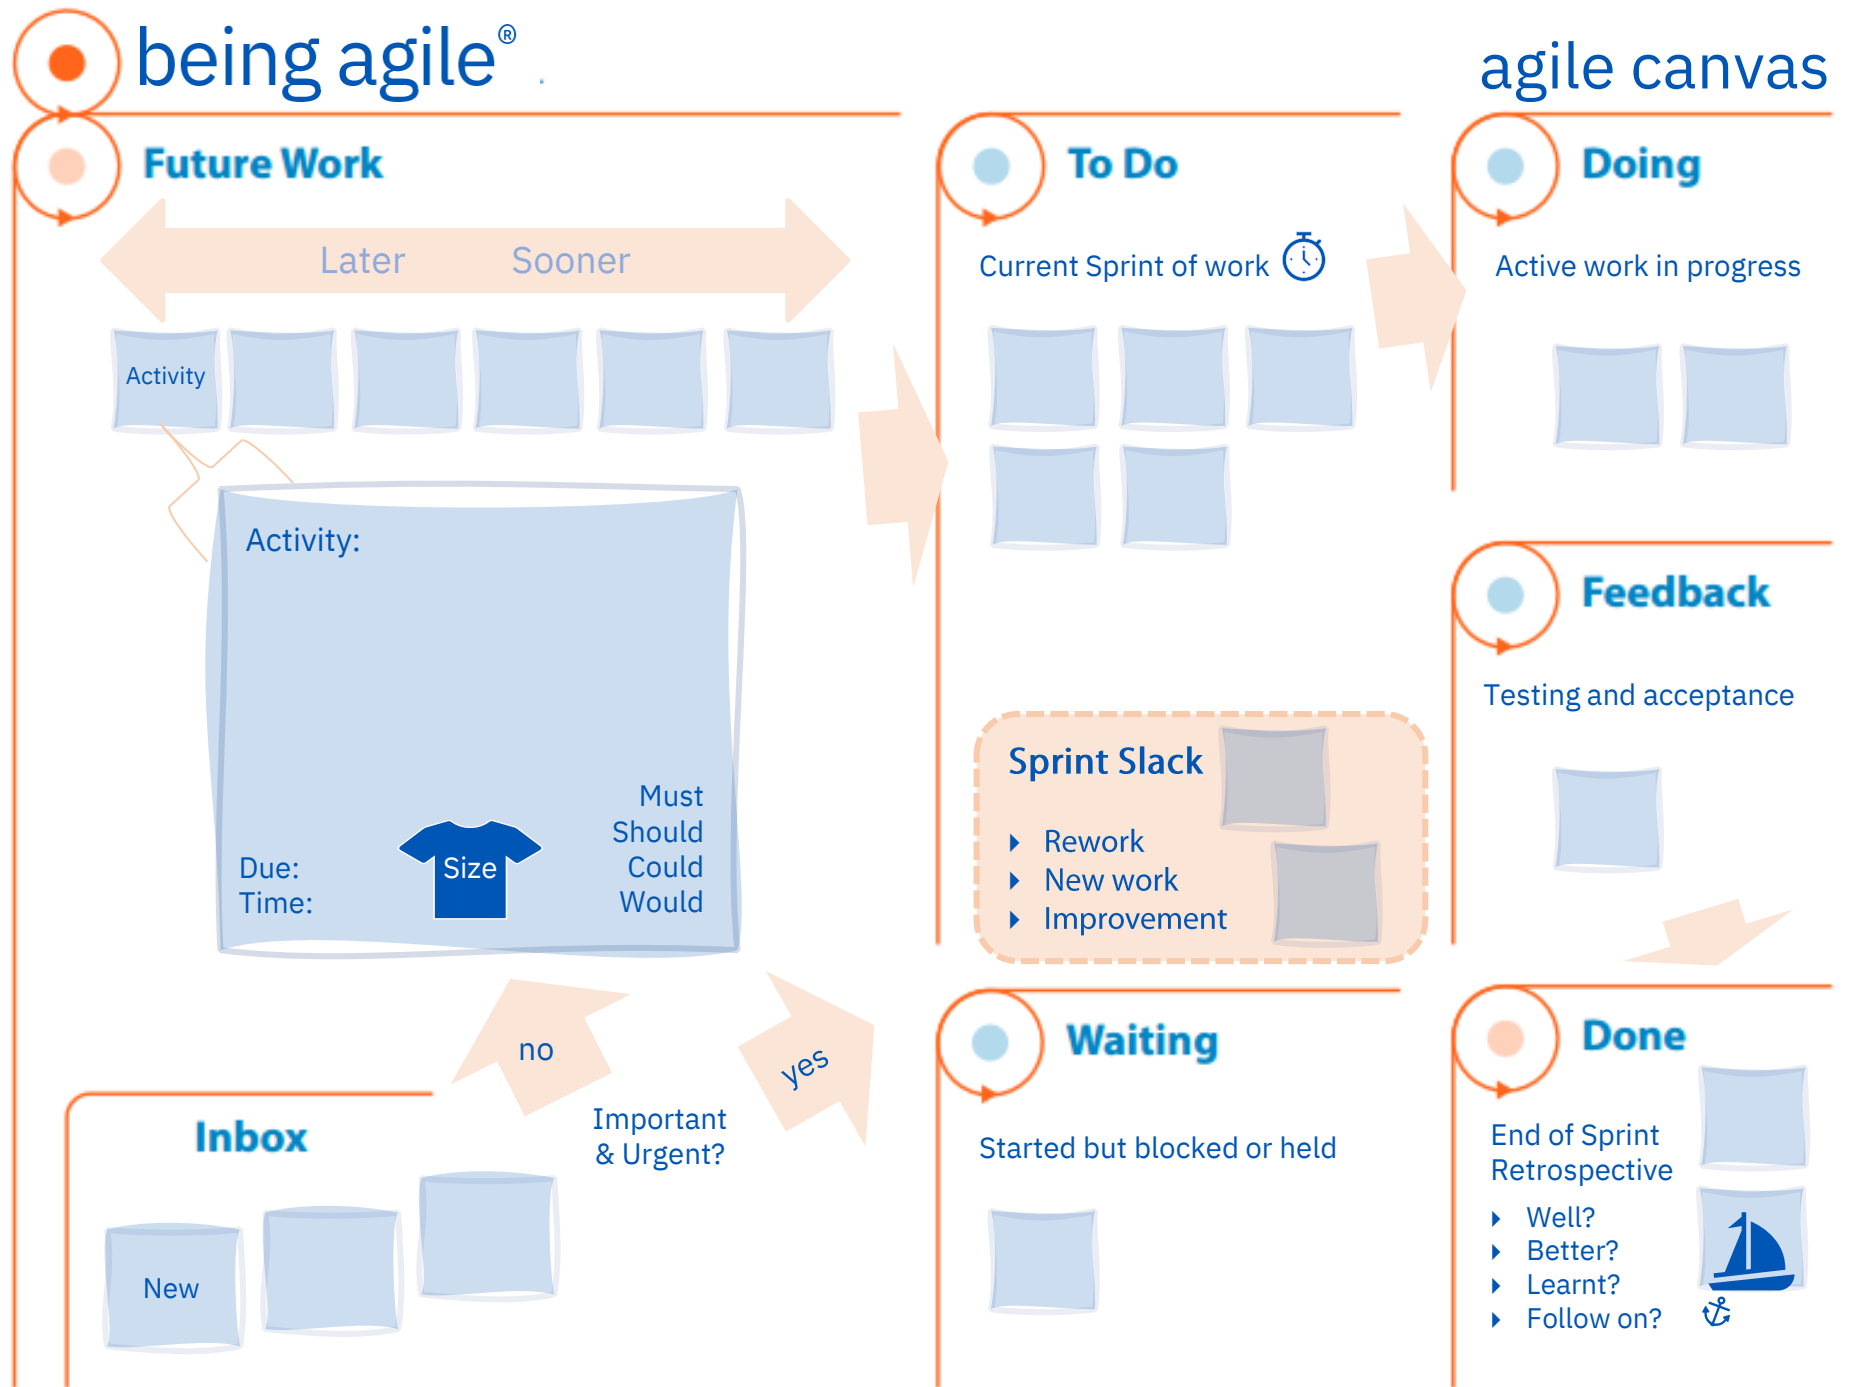 being agile®
agile canvas
Future Work
Later Sooner
Activity
Activity:
Due:
Time:
Size
Must
Should
Could
Would
no
yes
Important
& Urgent?
Inbox
New
To Do
Current Sprint of work
Sprint Slack
Rework
New work
Improvement
Waiting
Started but blocked or held
Doing
Active work in progress
Feedback
Testing and acceptance
Done
End of Sprint
Retrospective
Well?
Better?
Learnt?
Follow on?